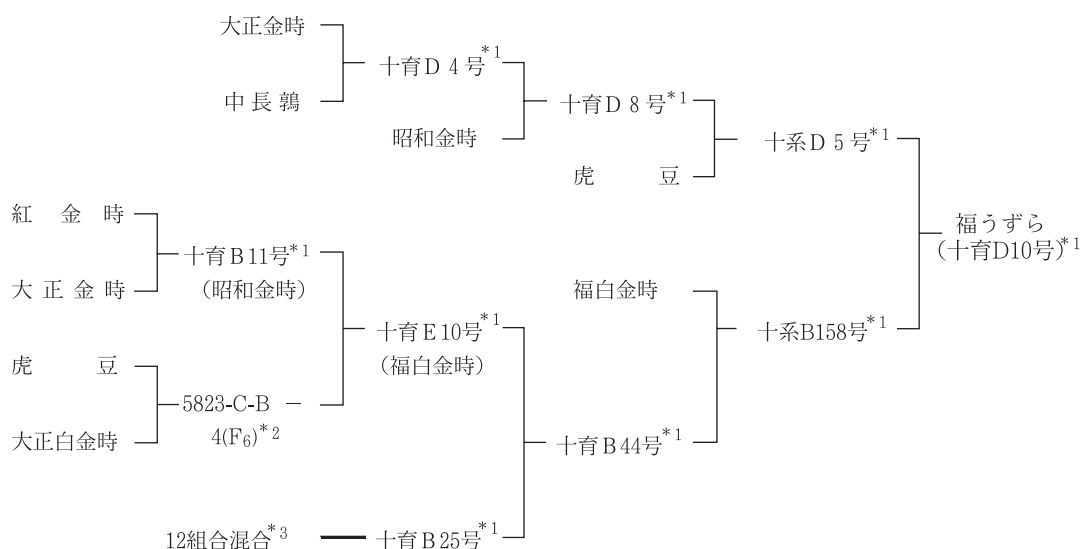 大正金時
十育D 4 号*1
中 長 鶉
十育D 8 号*1
昭和金時
十系D 5 号*1
虎 豆
紅 金 時
福うずら
(十育D10号)*1
十育B11号*1
大 正 金 時
(昭和金時)
福白金時
十育E10号*1
十系B158号*1
虎 豆
(福白金時)
5823-C-B －
大正白金時
4(F6)*2
十育B44号*1
12組合混合*3
十育B25号*1